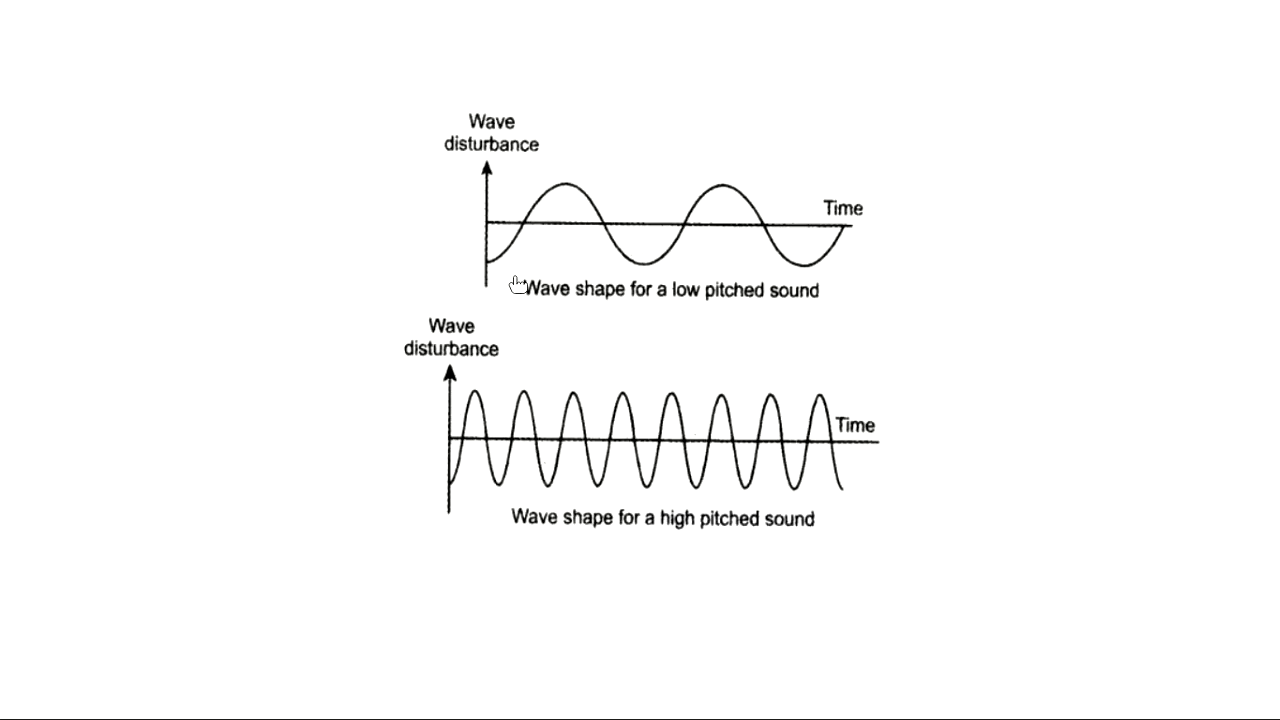 Wave
disturbance
Time
Wave shape for a low pitched sound
Wave
disturbance
Time
Wave shape for a high pitched sound